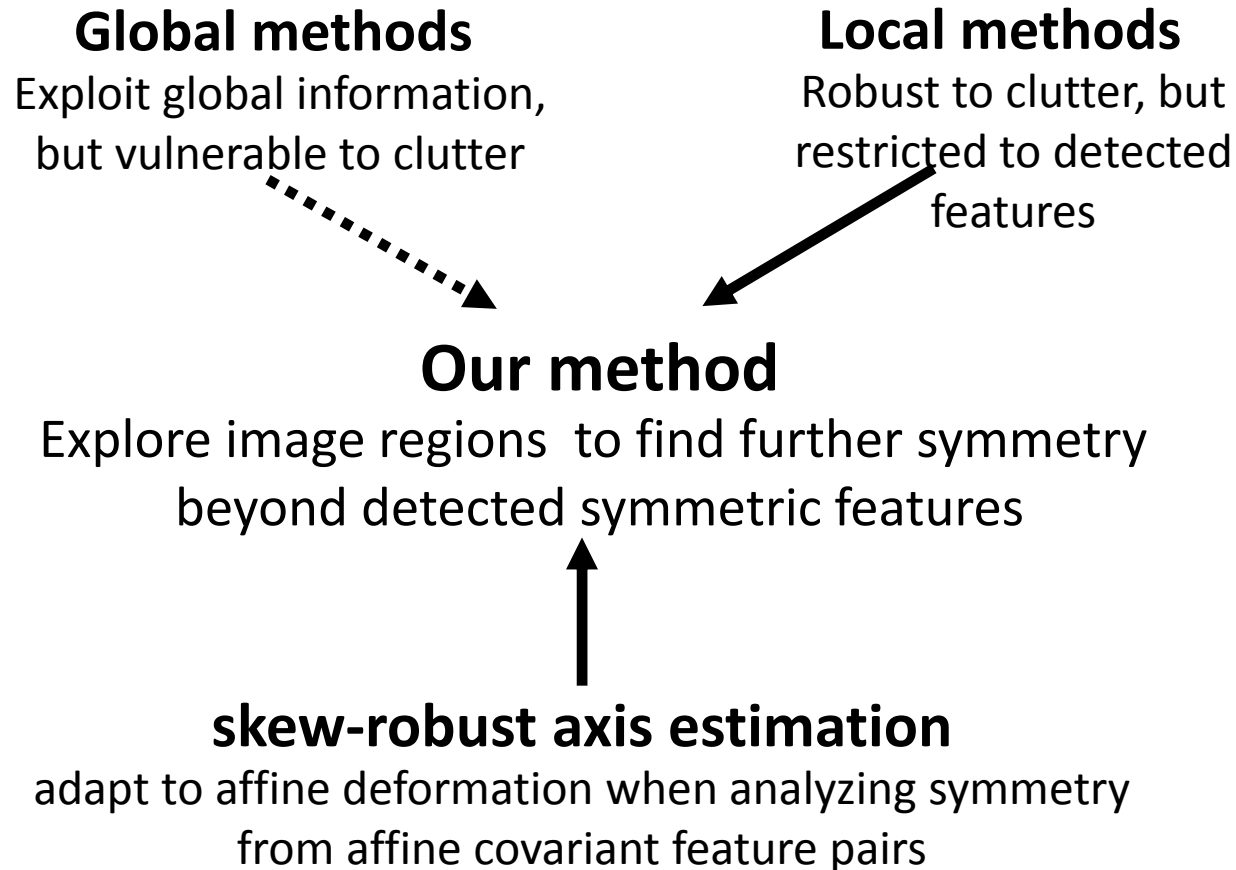 Global methods
Exploit global information,
but vulnerable to clutter
Local methods
Robust to clutter, but
restricted to detected
features
Our method
Explore image regions  to find further symmetry
beyond detected symmetric features
skew-robust axis estimation
adapt to affine deformation when analyzing symmetry
from affine covariant feature pairs